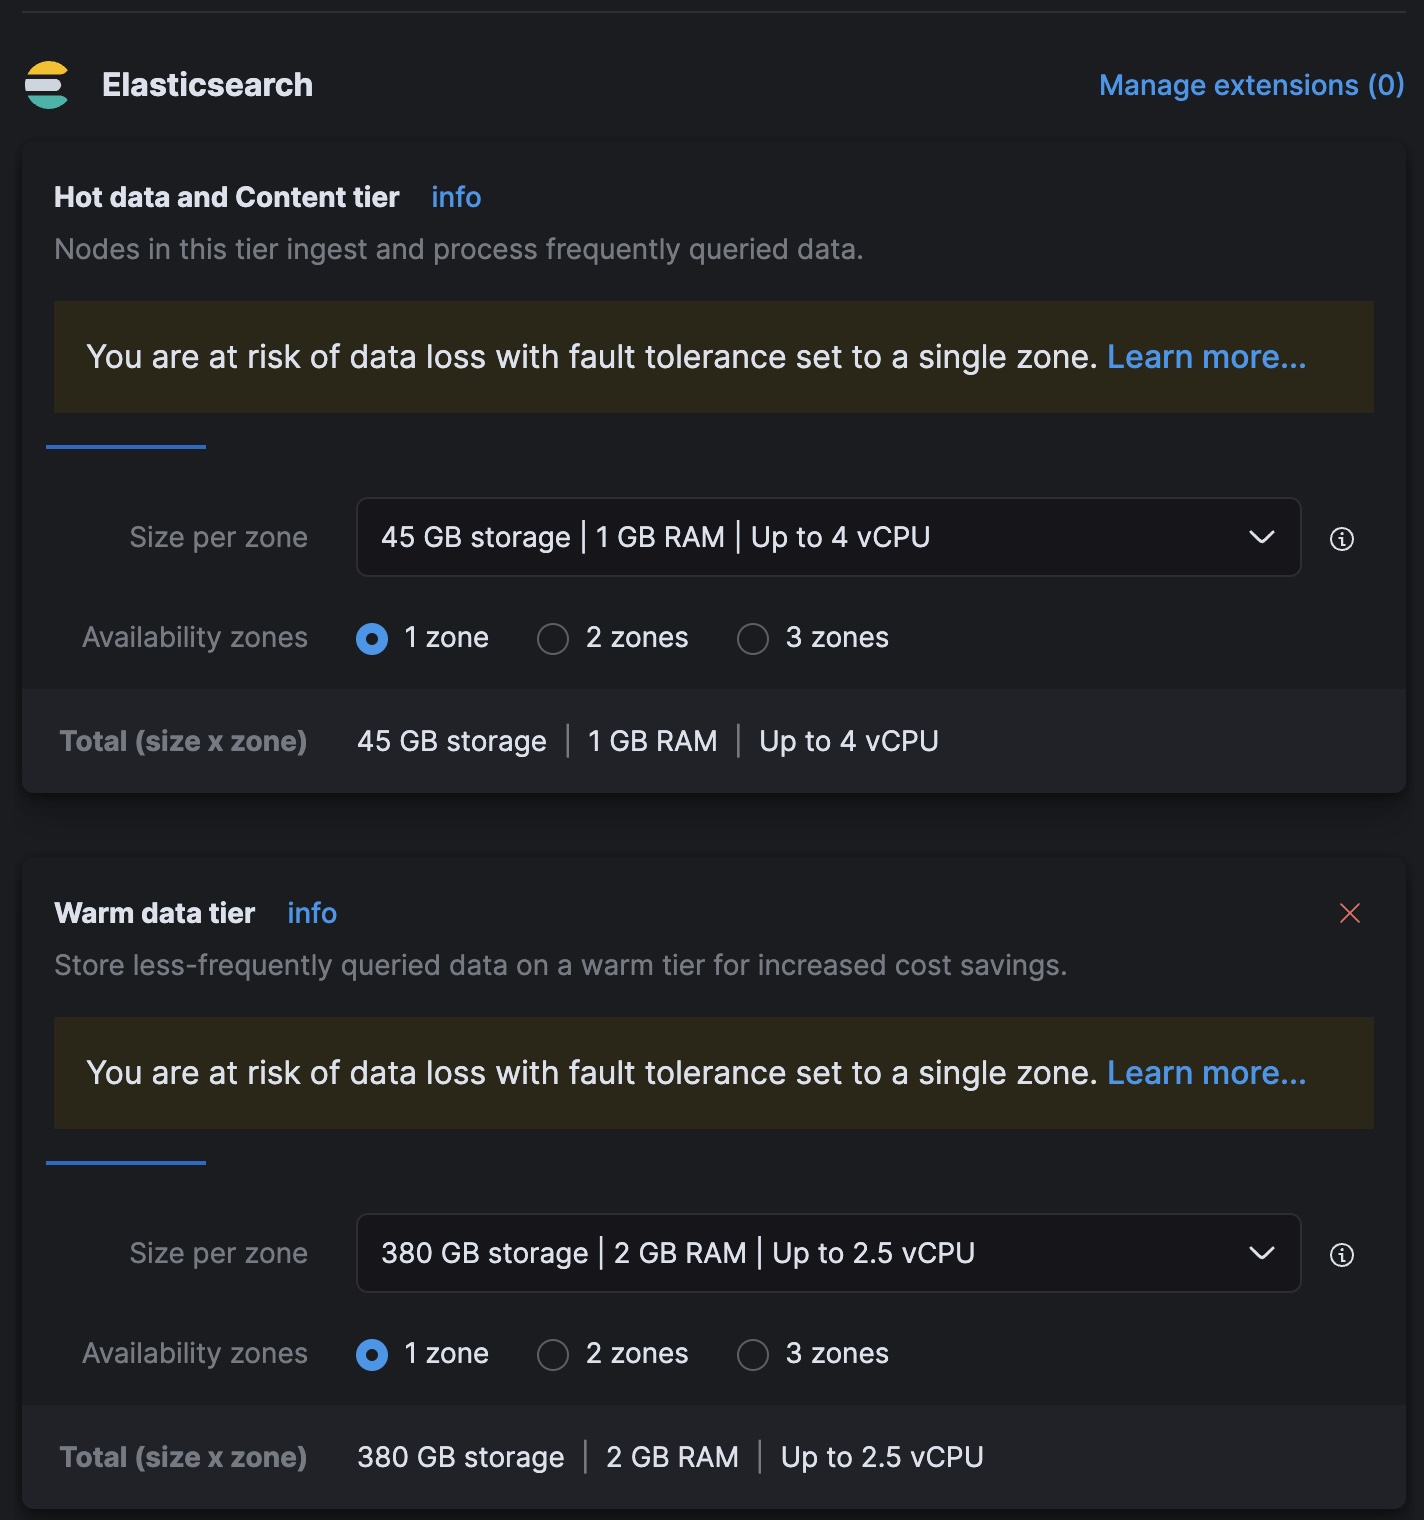 Elasticsearch
Manage extensions (0)
Hot data and Content tier info
Nodes in this tier ingest and process frequently queried data.
You are at risk of data loss with fault tolerance set to a single zone. Learn more...
Size per zone 45 GB storage | 1 GB RAM | Up to 4 vCPU
Availability zones 1 zone 2 zones 3 zones
Total (size x zone) 45 GB storage | 1 GB RAM | Up to 4 vCPU
Warm data tier info
Store less-frequently queried data on a warm tier for increased cost savings.
You are at risk of data loss with fault tolerance set to a single zone. Learn more...
Size per zone 380 GB storage | 2 GB RAM | Up to 2.5 vCPU
Availability zones 1 zone 2 zones 3 zones
Total (size x zone) 380 GB storage | 2 GB RAM | Up to 2.5 vCPU